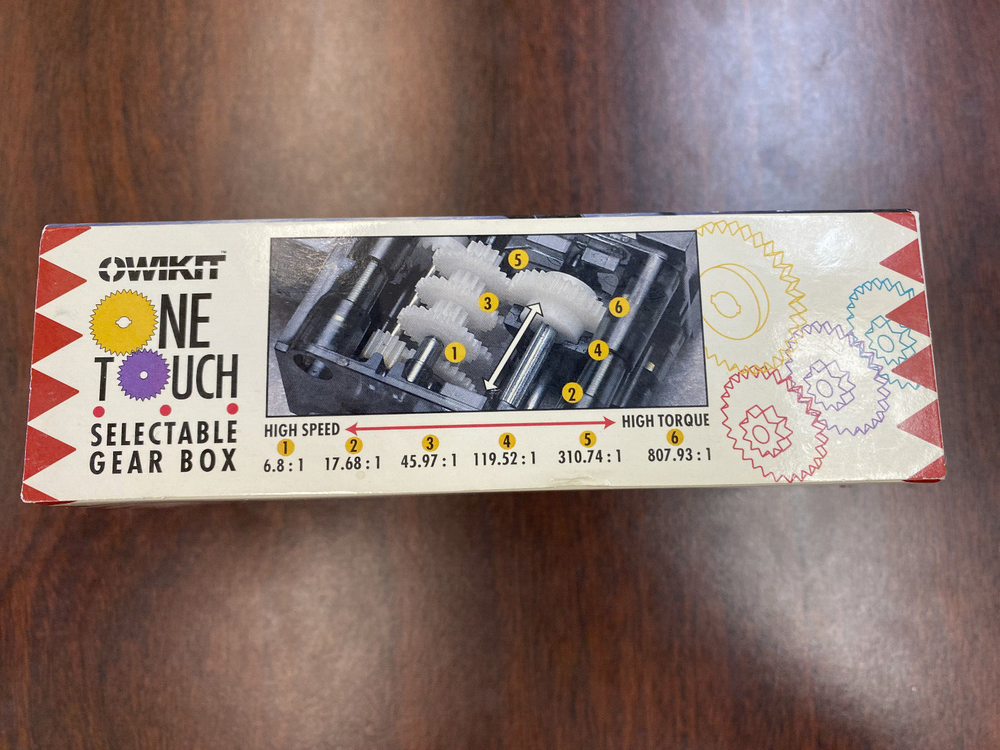 OWIKIT™
ONE
TOUCH
SELECTABLE
GEAR BOX
5
3
6
1
4
2
HIGH SPEED HIGH TORQUE
1 2 3 4 5 6
6.8 : 1 17.68 : 1 45.97 : 1 119.52 : 1 310.74 : 1 807.93 : 1